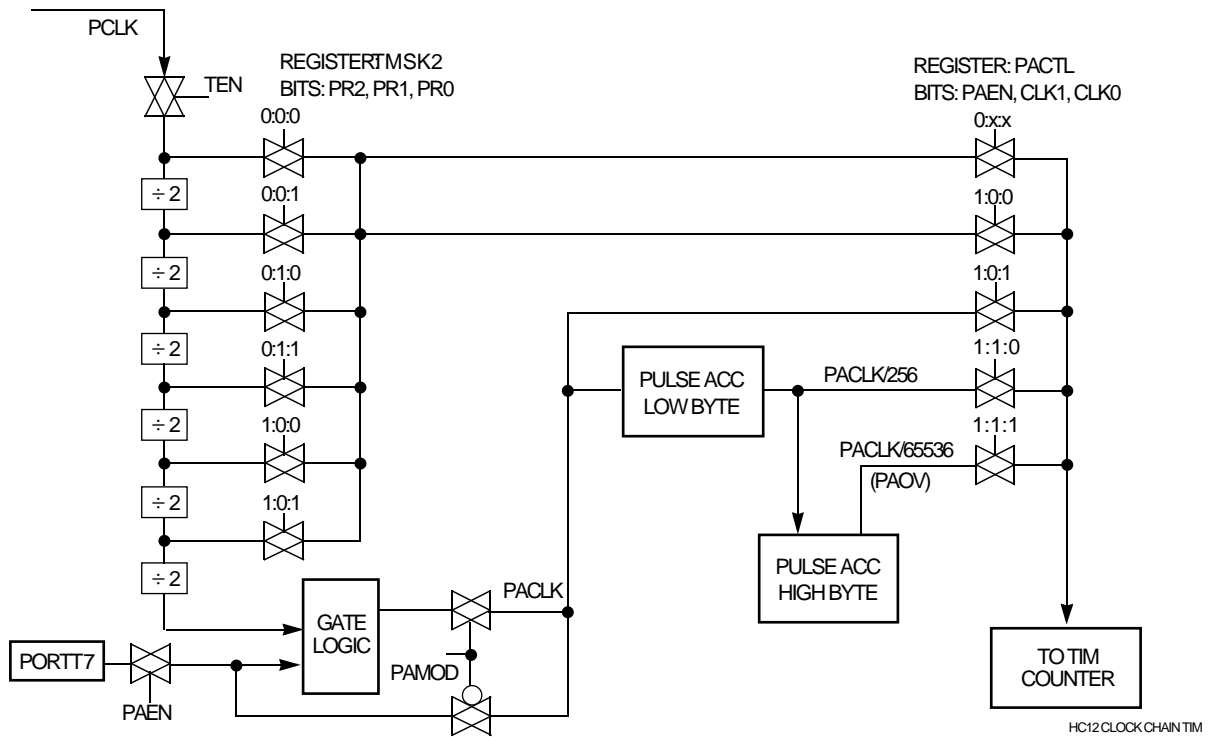 PCLK
REGISTER:TMSK2
BITS: PR2, PR1, PR0
REGISTER: PACTL
BITS: PAEN, CLK1, CLK0
TEN
0:0:0
0:x:x
÷ 2
0:0:1
1:0:0
÷ 2
0:1:0
1:0:1
÷ 2
0:1:1
1:1:0
PULSE ACC
LOW BYTE
PACLK/256
÷ 2
1:0:0
1:1:1
PACLK/65536
(PAOV)
÷ 2
1:0:1
PULSE ACC
HIGH BYTE
÷ 2
GATE
LOGIC
PACLK
PORTT7
PAMOD
PAEN
TO TIM
COUNTER
HC12 CLOCK CHAIN TIM